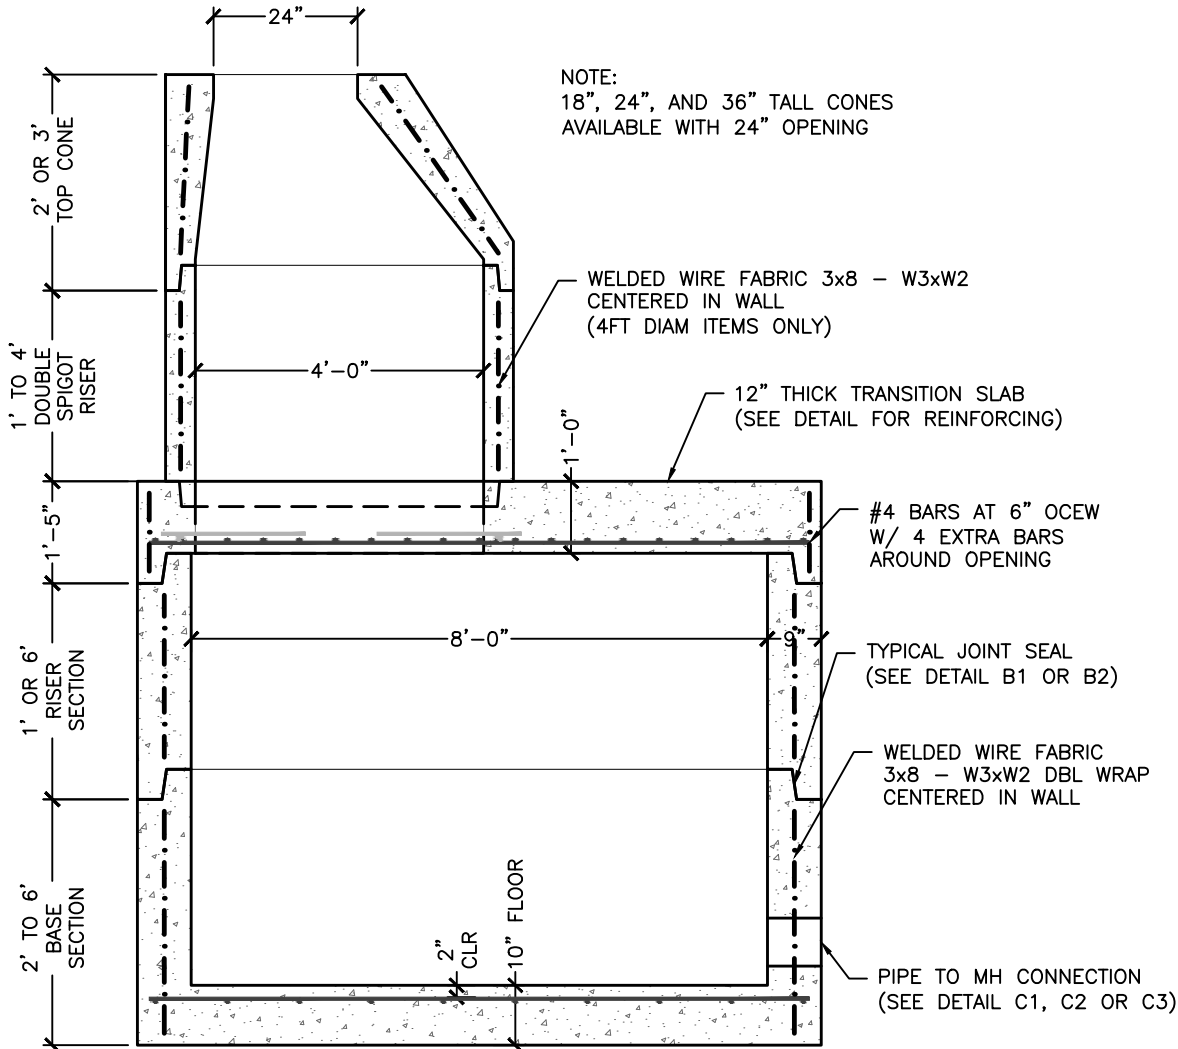 24”
NOTE:
18”, 24”, AND 36” TALL CONES
AVAILABLE WITH 24” OPENING
2’ OR 3’
TOP CONE
WELDED WIRE FABRIC 3x8 – W3xW2
CENTERED IN WALL
(4FT DIAM ITEMS ONLY)
1’ TO 4’
DOUBLE
SPIGOT
RISER
4’-0”
12” THICK TRANSITION SLAB
(SEE DETAIL FOR REINFORCING)
1’-0”
1’-5”
#4 BARS AT 6” OCEW
W/ 4 EXTRA BARS
AROUND OPENING
8’-0”
9”
1’ OR 6’
RISER
SECTION
TYPICAL JOINT SEAL
(SEE DETAIL B1 OR B2)
WELDED WIRE FABRIC
3x8 – W3xW2 DBL WRAP
CENTERED IN WALL
2’ TO 6’
BASE
SECTION
2”
CLR
10” FLOOR
PIPE TO MH CONNECTION
(SEE DETAIL C1, C2 OR C3)